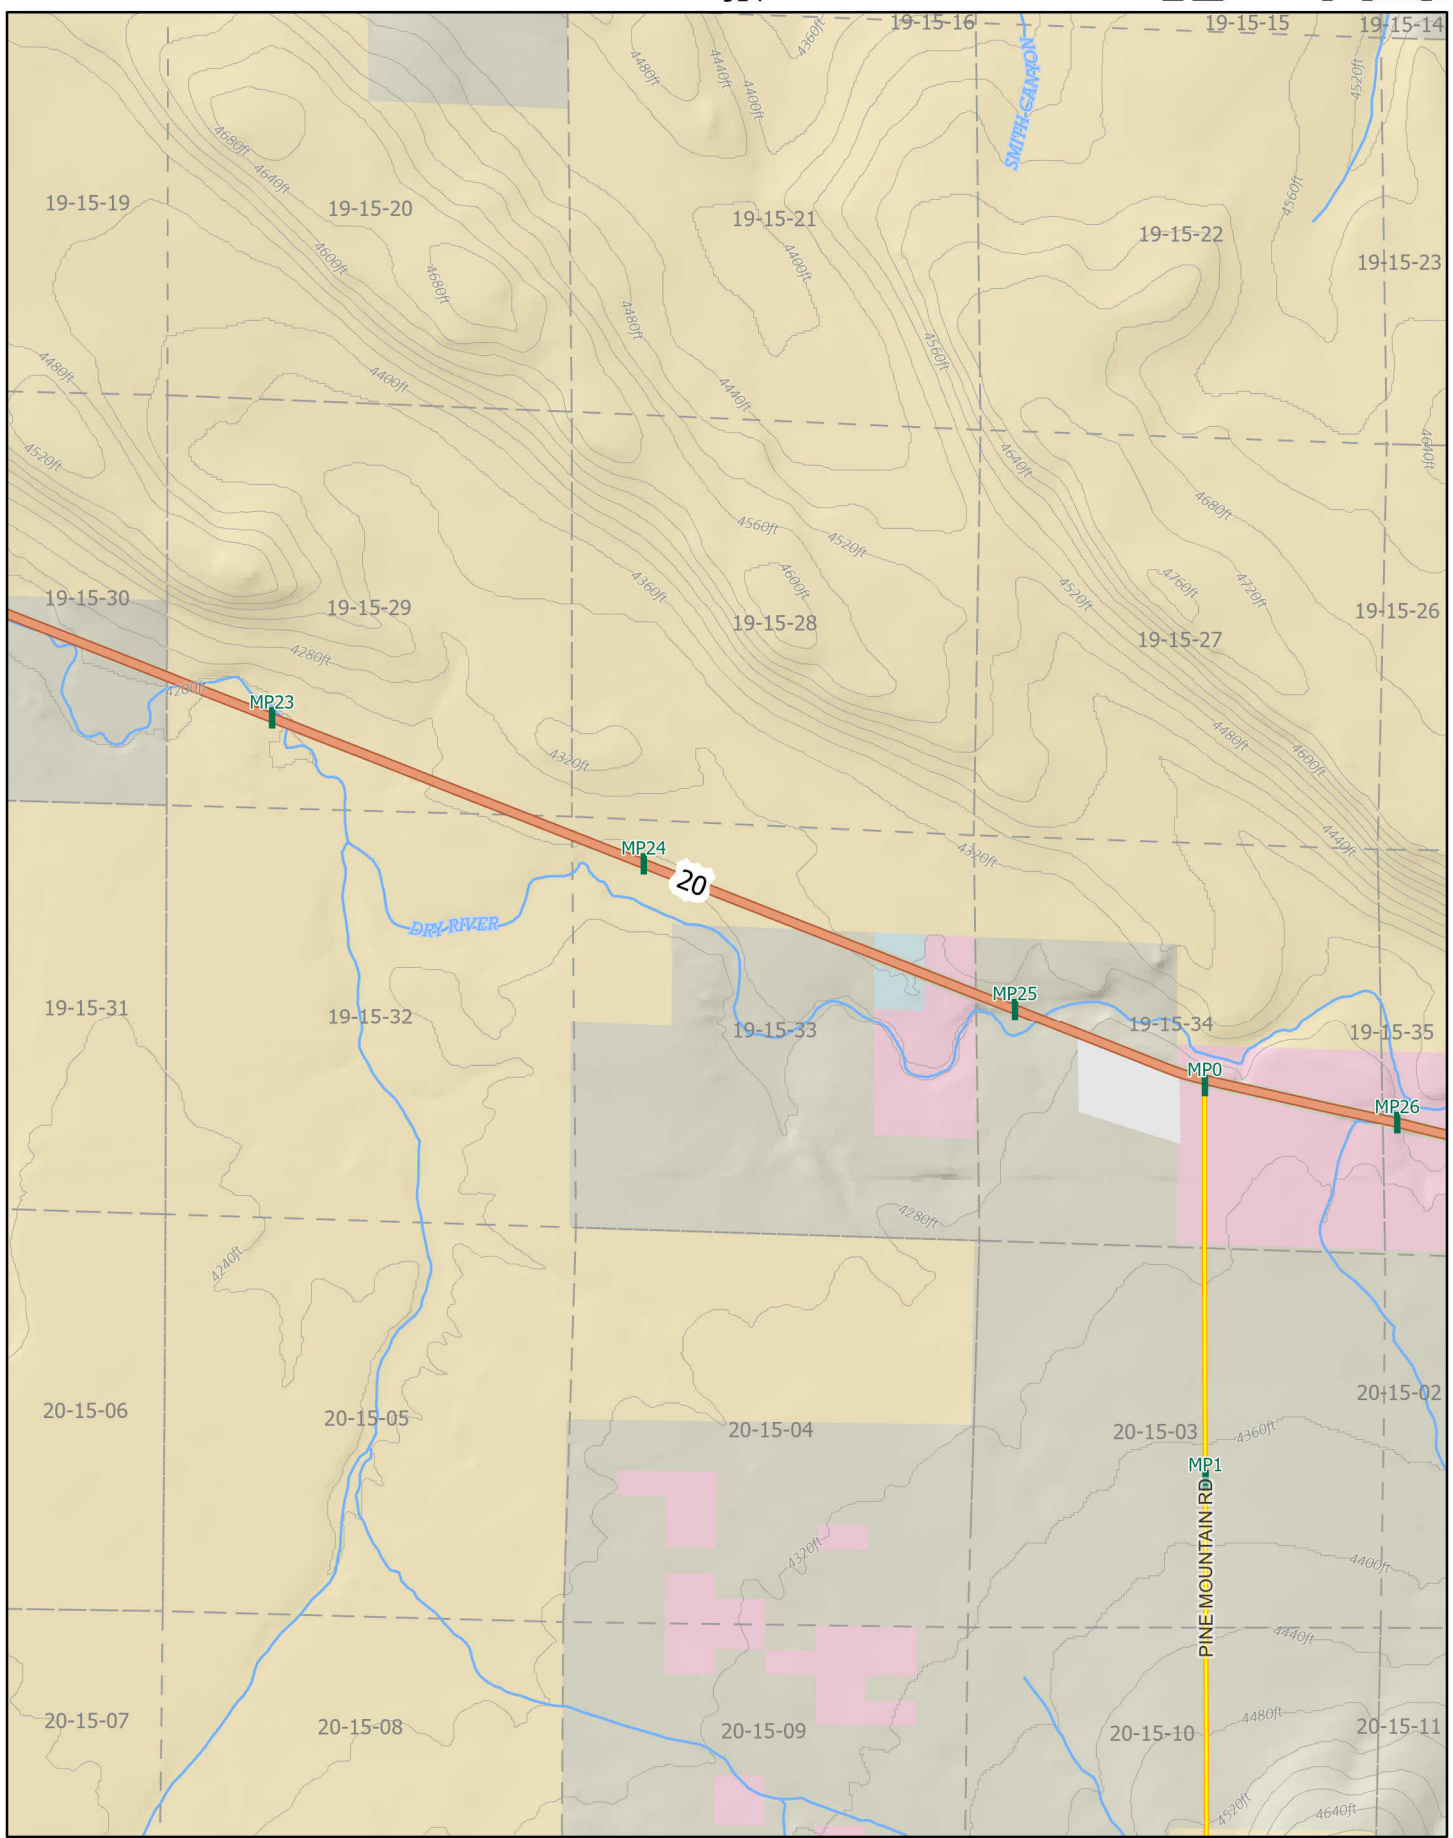 19-15-16
19-15-15
19-15-14
4360ft
4480ft
4440ft
4400ft
4520ft
SMITH CANYON
4680ft
4640ft
4560ft
19-15-19
19-15-20
19-15-21
19-15-22
19-15-23
4600ft
4680ft
4400ft
4480ft
4560ft
4480ft
4400ft
4440ft
4520ft
4640ft
4640ft
4680ft
4560ft
4520ft
4360ft
4600ft
4520ft
4760ft
4720ft
19-15-30
19-15-29
19-15-28
19-15-27
19-15-26
4280ft
4200ft
MP23
4320ft
4480ft
4600ft
4440ft
MP24
4320ft
20
DRY RIVER
MP25
19-15-31
19-15-32
19-15-33
19-15-34
19-15-35
MP0
MP26
4280ft
4240ft
20-15-06
20-15-05
20-15-04
20-15-03
20-15-02
4360ft
MP1
4320ft
4400ft
PINE MOUNTAIN RD
4440ft
20-15-07
20-15-08
20-15-09
20-15-10
20-15-11
4480ft
4520ft
4640ft